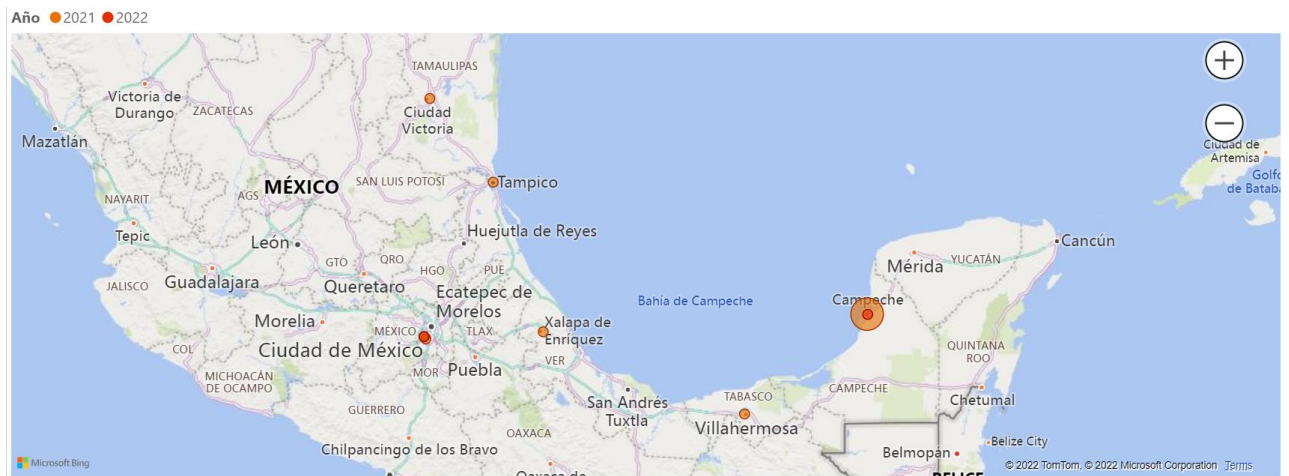 Año 2021 2022
TAMAULIPAS
Victoria de
Durango
ZACATECAS
Ciudad
Victoria
Mazatlán
Ciudad de
Artemisa
Golfo
de Bataba
MÉXICO
SAN LUIS POTOSÍ
Tampico
NAYARIT
AGS
Tepic
León
Huejutla de Reyes
Cancún
GTO
QRO
HGO
PUE
Mérida
YUCATÁN
JALISCO
Guadalajara
Queretaro
Ecatepec de
Morelos
Bahía de Campeche
Campeche
Morelia
MÉXICO
TLAX
Xalapa de
Enríquez
COL
Ciudad de México
VER
QUINTANA
ROO
MICHOACÁN
DE OCAMPO
MOR
Puebla
CAMPECHE
Chetumal
GUERRERO
San Andrés
Tuxtla
TABASCO
Villahermosa
OAXACA
Chilpancingo de los Bravo
Belmopán
Belize City
Microsoft Bing
Oaxaca de
BELICE
© 2022 TomTom, © 2022 Microsoft Corporation Terms